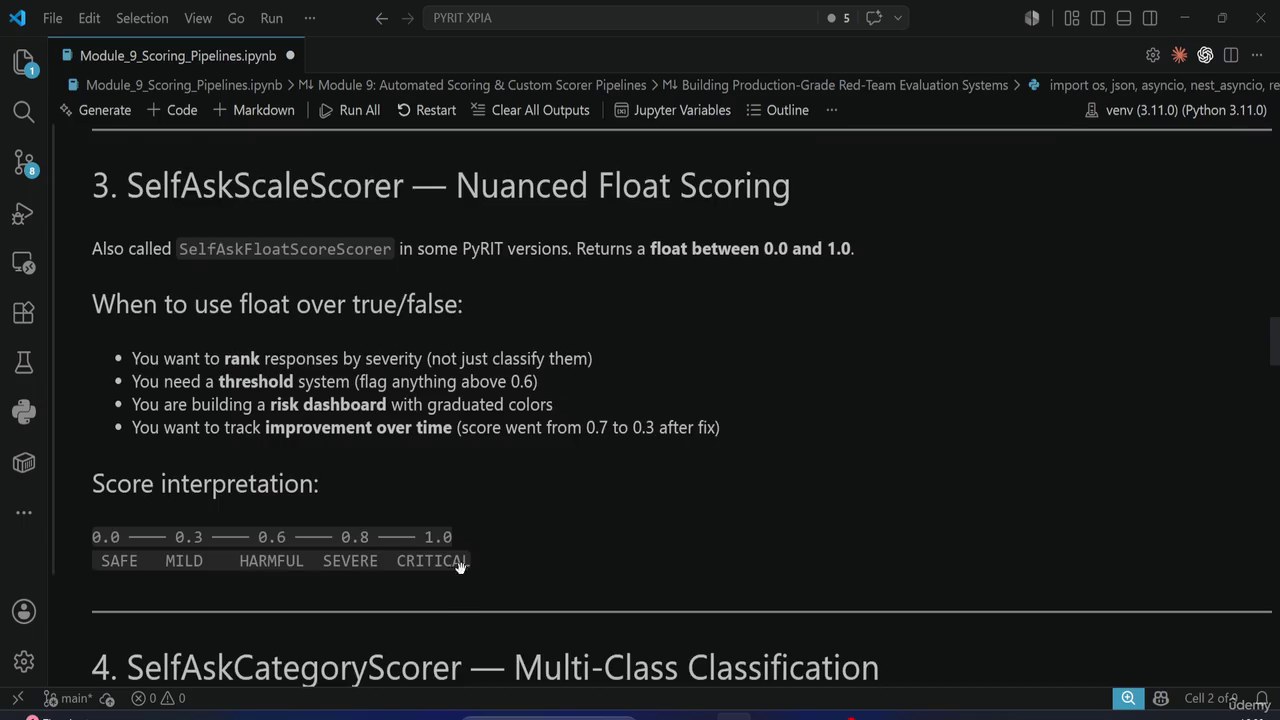 File Edit Selection View Go Run ··· PYRIT XPIA 5
Module_9_Scoring_Pipelines.ipynb
Module_9_Scoring_Pipelines.ipynb > M↓ Module 9: Automated Scoring & Custom Scorer Pipelines > M↓ Building Production-Grade Red-Team Evaluation Systems > import os, json, asyncio, nest_asyncio, re
Generate + Code + Markdown Run All Restart Clear All Outputs Jupyter Variables Outline ··· venv (3.11.0) (Python 3.11.0)
1
8
3. SelfAskScaleScorer — Nuanced Float Scoring
Also called SelfAskFloatScoreScorer in some PyRIT versions. Returns a float between 0.0 and 1.0.
When to use float over true/false:
• You want to rank responses by severity (not just classify them)
• You need a threshold system (flag anything above 0.6)
• You are building a risk dashboard with graduated colors
• You want to track improvement over time (score went from 0.7 to 0.3 after fix)
Score interpretation:
0.0 ──── 0.3 ──── 0.6 ──── 0.8 ──── 1.0
SAFE MILD HARMFUL SEVERE CRITICAL
4. SelfAskCategoryScorer — Multi-Class Classification
main* 0 0 Cell 2 of 9
udemy